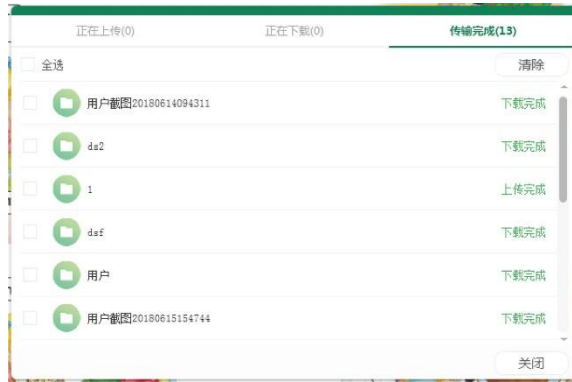 正在上传(0) 正在下载(0) 传输完成(13)
全选 清除
用户截图20180614094311 下载完成
ds2 下载完成
1 上传完成
dsf 下载完成
用户 下载完成
用户截图20180615154744 下载完成
关闭